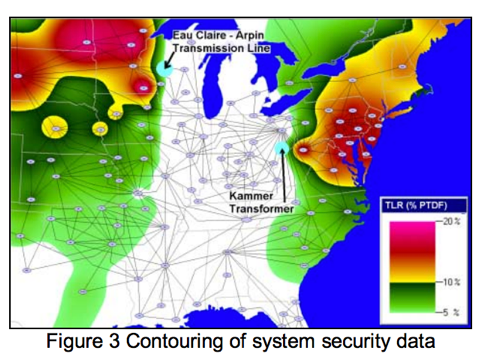 Eau Claire - Arpin
Transmission Line
Kammer
Transformer
TLR (% PTDF)
20%
10%
5 %
Figure 3 Contouring of system security data